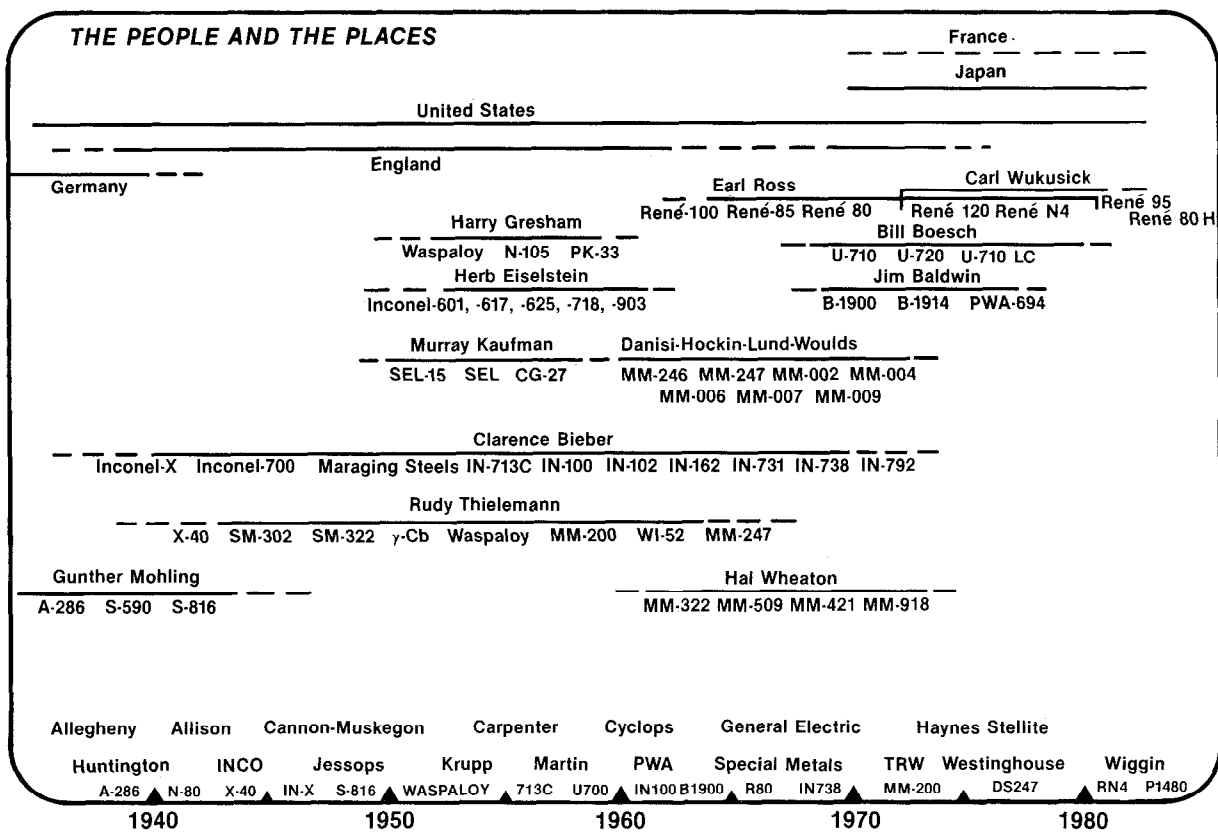 THE PEOPLE AND THE PLACES
France
Japan
United States
England
Germany
Earl Ross
Carl Wukusick
René-100 René-85 René 80
René 120 René N4
René 95
René 80 H
Harry Gresham
Waspaloy N-105 PK-33
Bill Boesch
U-710 U-720 U-710 LC
Herb Eiselstein
Inconel-601, -617, -625, -718, -903
Jim Baldwin
B-1900 B-1914 PWA-694
Murray Kaufman
SEL-15 SEL CG-27
Danisi-Hockin-Lund-Woulds
MM-246 MM-247 MM-002 MM-004
MM-006 MM-007 MM-009
Clarence Bieber
Inconel-X Inconel-700 Maraging Steels IN-713C IN-100 IN-102 IN-162 IN-731 IN-738 IN-792
Rudy Thielemann
X-40 SM-302 SM-322 γ-Cb Waspaloy MM-200 WI-52 MM-247
Gunther Mohling
A-286 S-590 S-816
Hal Wheaton
MM-322 MM-509 MM-421 MM-918
Allegheny Allison Cannon-Muskegon Carpenter Cyclops General Electric Haynes Stellite
Huntington INCO Jessops Krupp Martin PWA Special Metals TRW Westinghouse Wiggin
A-286 N-80 X-40 IN-X S-816 WASPALOY 713C U700 IN100 B1900 R80 IN738 MM-200 DS247 RN4 P1480
1940 1950 1960 1970 1980